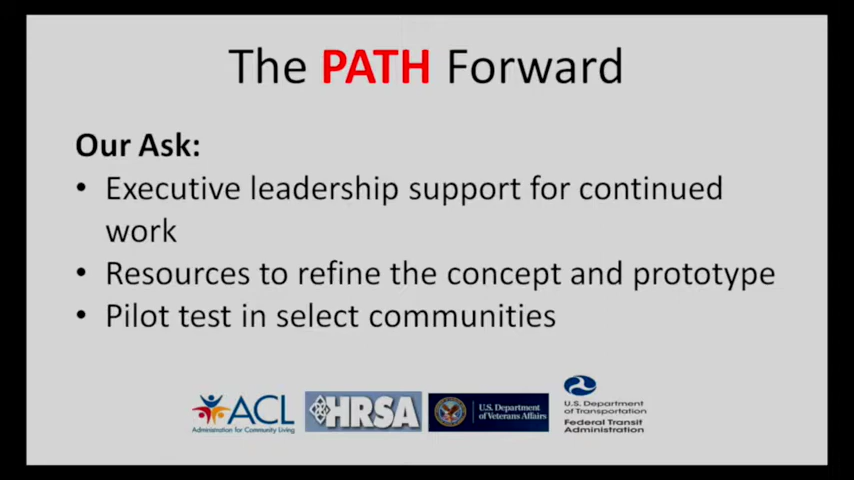 The PATH Forward
Our Ask:
• Executive leadership support for continued
work
• Resources to refine the concept and prototype
• Pilot test in select communities
ACL
Administration for Community Living
HRSA
U.S. Department
of Veterans Affairs
U.S. Department
of Transportation
Federal Transit
Administration